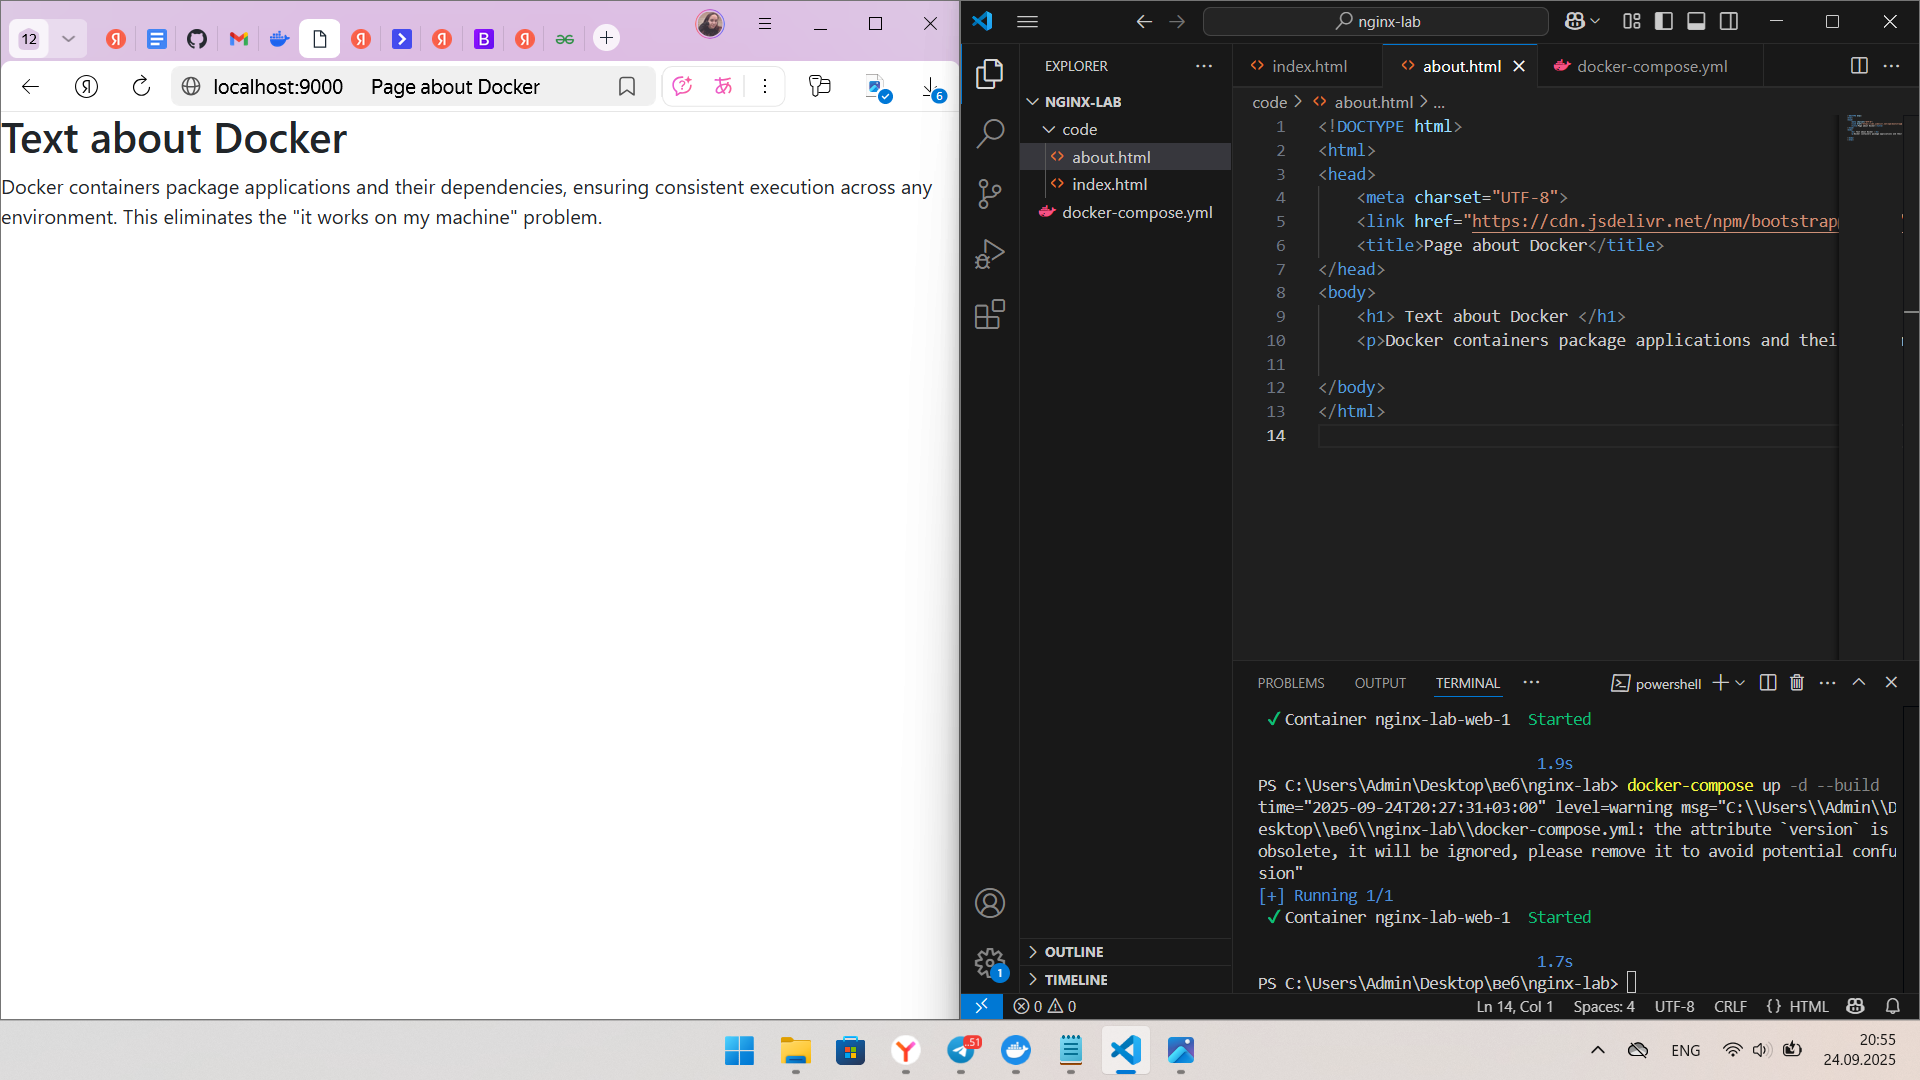 12
localhost:9000 Page about Docker
6
Text about Docker
Docker containers package applications and their dependencies, ensuring consistent execution across any
environment. This eliminates the "it works on my machine" problem.
nginx-lab
EXPLORER
NGINX-LAB
code
about.html
index.html
docker-compose.yml
OUTLINE
TIMELINE
1
index.html about.html docker-compose.yml
code > about.html > ...
1 <!DOCTYPE html>
2 <html>
3 <head>
4 <meta charset="UTF-8">
5 <link href="https://cdn.jsdelivr.net/npm/bootstrap
6 <title>Page about Docker</title>
7 </head>
8 <body>
9 <h1> Text about Docker </h1>
10 <p>Docker containers package applications and thei
11
12 </body>
13 </html>
14
PROBLEMS OUTPUT TERMINAL ... powershell
✓Container nginx-lab-web-1 Started
1.9s
PS C:\Users\Admin\Desktop\веб\nginx-lab> docker-compose up -d --build
time="2025-09-24T20:27:31+03:00" level=warning msg="C:\\Users\\Admin\\D
esktop\\веб\\nginx-lab\\docker-compose.yml: the attribute `version` is
obsolete, it will be ignored, please remove it to avoid potential confu
sion"
[+] Running 1/1
✓Container nginx-lab-web-1 Started
1.7s
PS C:\Users\Admin\Desktop\веб\nginx-lab>
0 0 Ln 14, Col 1 Spaces: 4 UTF-8 CRLF {} HTML
..51
ENG
20:55
24.09.2025